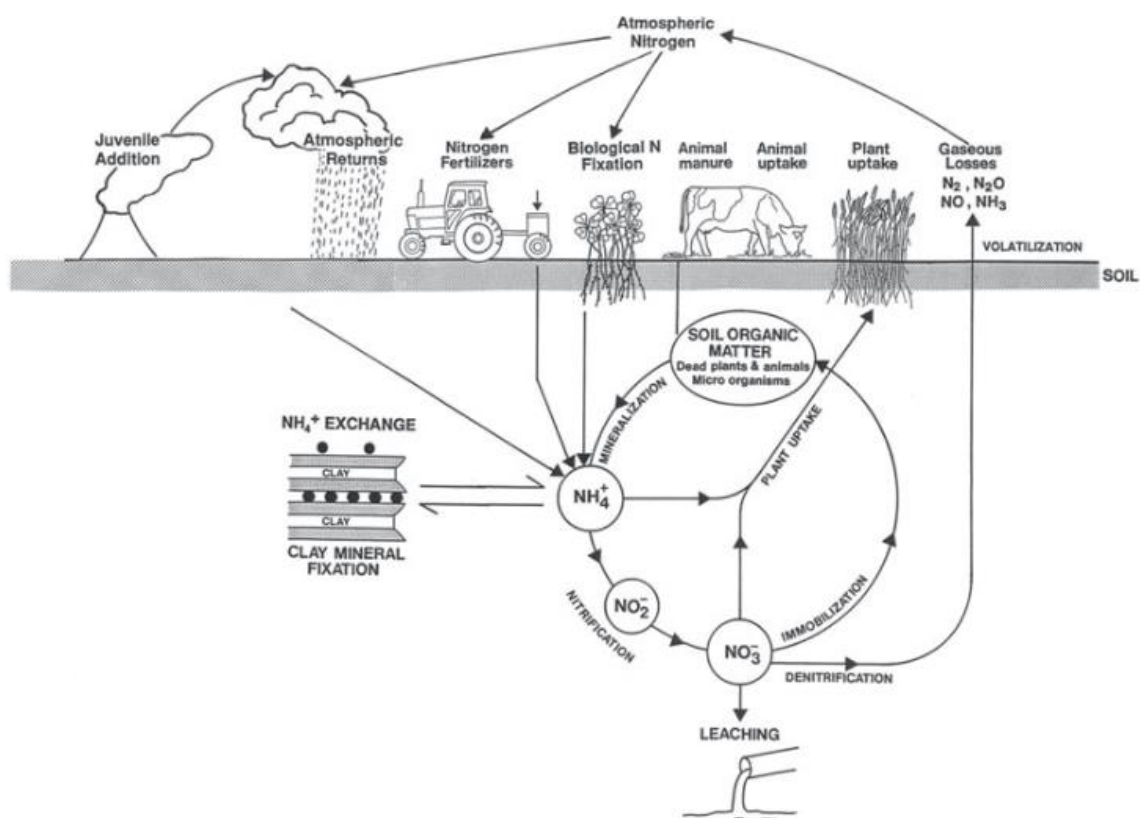 Atmospheric
Nitrogen
Juvenile
Addition
Atmospheric
Returns
Nitrogen
Fertilizers
Biological N
Fixation
Animal
manure
Animal
uptake
Plant
uptake
Gaseous
Losses
N₂ , N₂O
NO , NH₃
VOLATILIZATION
SOIL
SOIL ORGANIC
MATTER
Dead plants & animals
Micro organisms
MINERALIZATION
PLANT UPTAKE
NH₄⁺ EXCHANGE
CLAY
CLAY
CLAY MINERAL
FIXATION
NH₄⁺
NO₂⁻
NITRIFICATION
NO₃⁻
IMMOBILIZATION
DENITRIFICATION
LEACHING